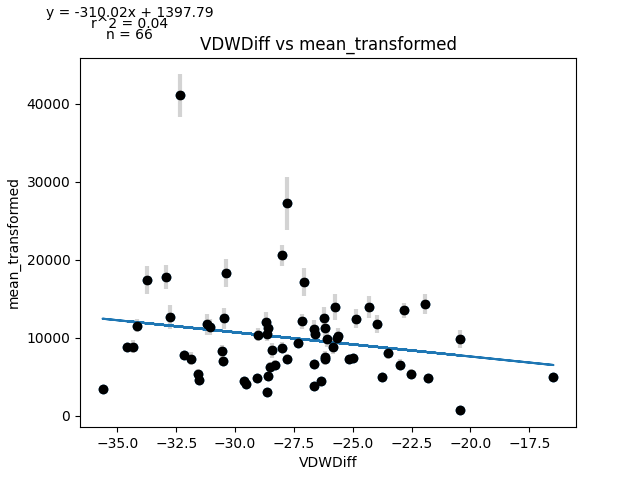 y = -310.02x + 1397.79
r^2 = 0.04
n = 66
VDWDiff vs mean_transformed
40000
30000
20000
10000
0
mean_transformed
−35.0 −32.5 −30.0 −27.5 −25.0 −22.5 −20.0 −17.5
VDWDiff